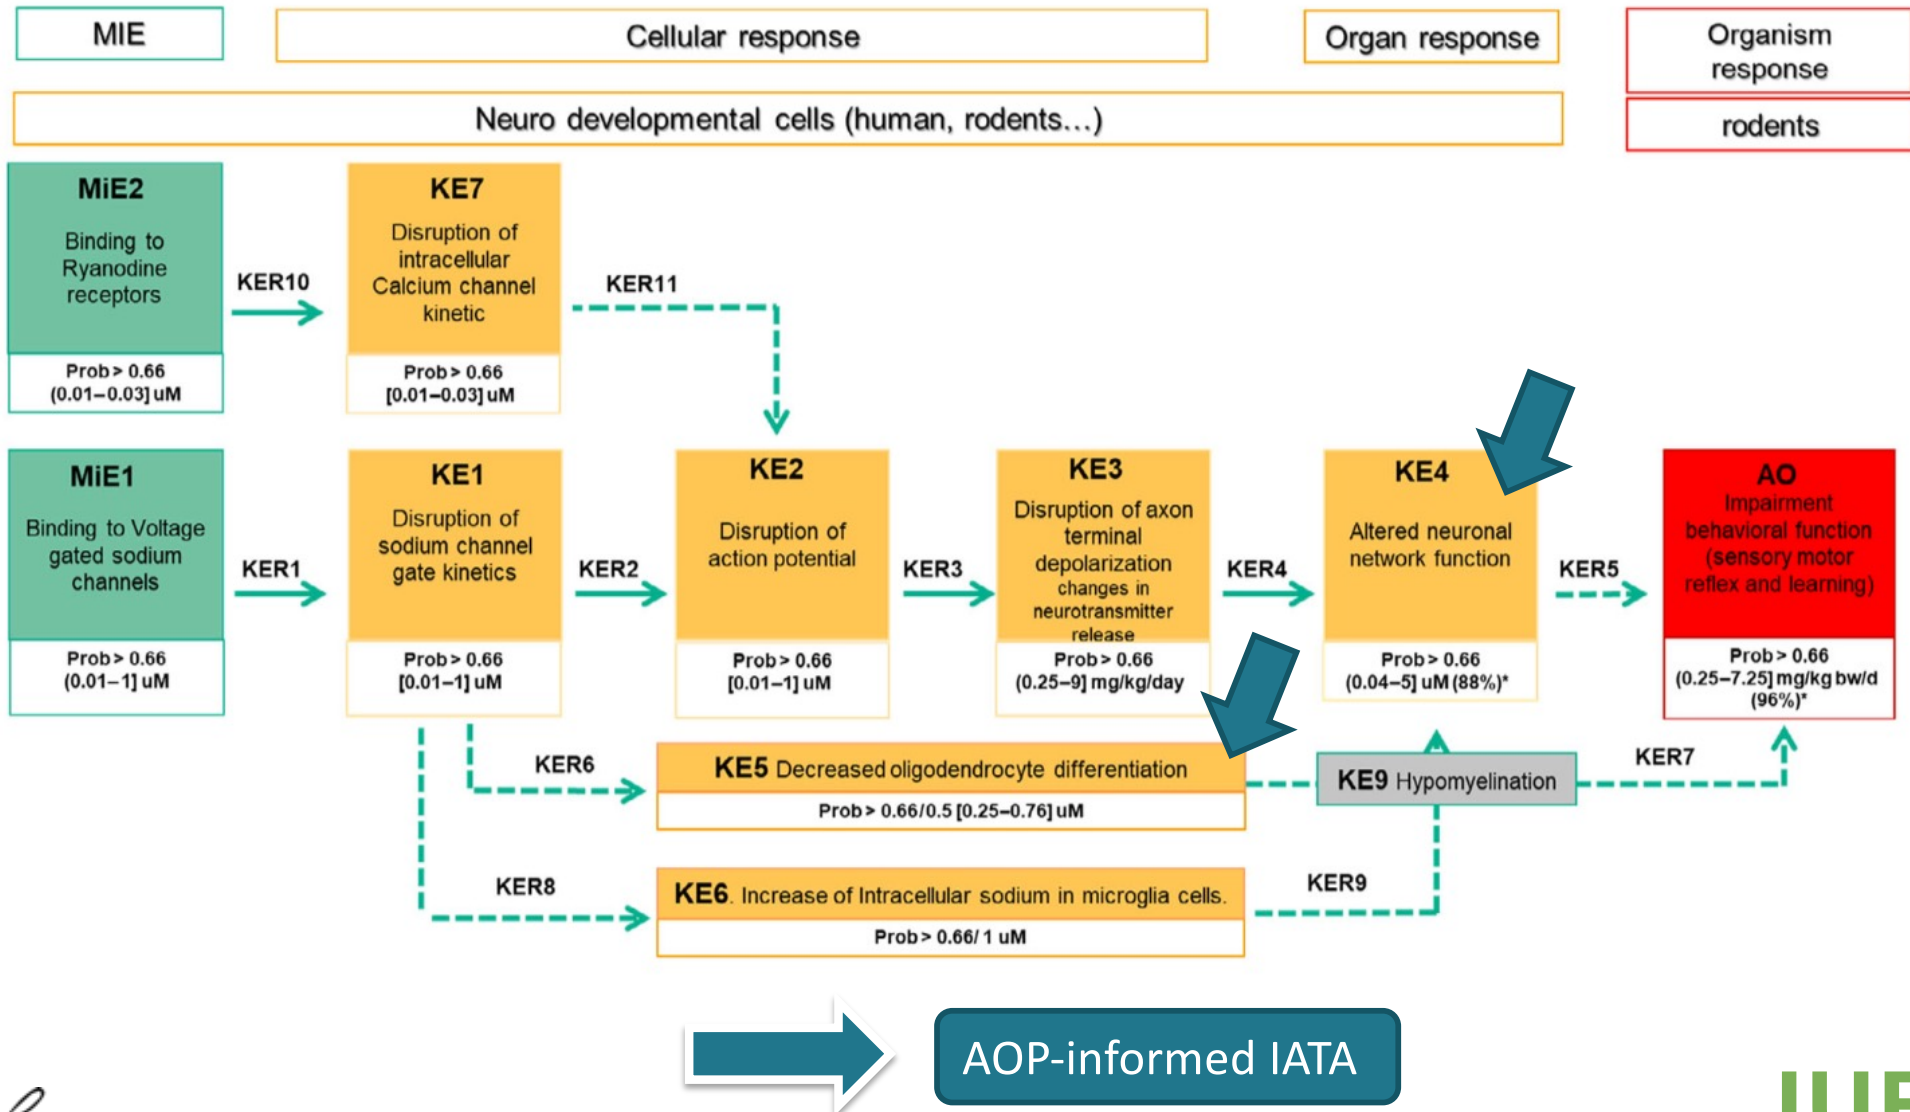 MIE
Cellular response
Organ response
Organism
response
Neuro developmental cells (human, rodents...)
rodents
MiE2
Binding to
Ryanodine
receptors
Prob > 0.66
(0.01–0.03] uM
KER10
KE7
Disruption of
intracellular
Calcium channel
kinetic
Prob > 0.66
[0.01–0.03] uM
KER11
MiE1
Binding to Voltage
gated sodium
channels
Prob > 0.66
(0.01–1] uM
KER1
KE1
Disruption of
sodium channel
gate kinetics
Prob > 0.66
[0.01–1] uM
KER2
KE2
Disruption of
action potential
Prob > 0.66
[0.01–1] uM
KER3
KE3
Disruption of axon
terminal
depolarization
changes in
neurotransmitter
release
Prob > 0.66
(0.25–9] mg/kg/day
KER4
KE4
Altered neuronal
network function
Prob > 0.66
(0.04–5] uM (88%)*
KER5
AO
Impairment
behavioral function
(sensory motor
reflex and learning)
Prob > 0.66
(0.25–7.25] mg/kg bw/d
(96%)*
KER6
KE5 Decreased oligodendrocyte differentiation
Prob > 0.66/0.5 [0.25–0.76] uM
KE9 Hypomyelination
KER7
KER8
KE6. Increase of Intracellular sodium in microglia cells.
Prob > 0.66/ 1 uM
KER9
AOP-informed IATA